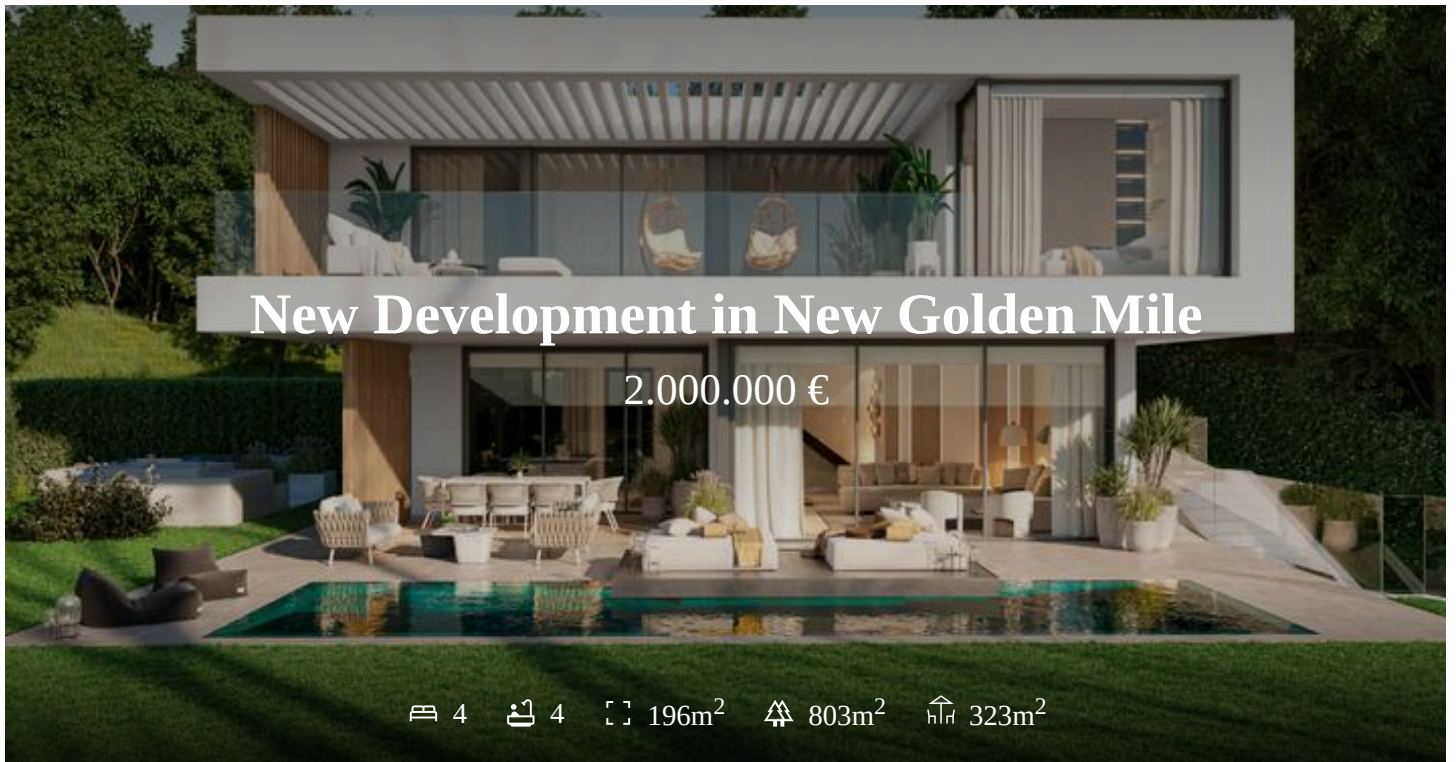 New Development in New Golden Mile
2.000.000 €
4 4 196m² 803m² 323m²